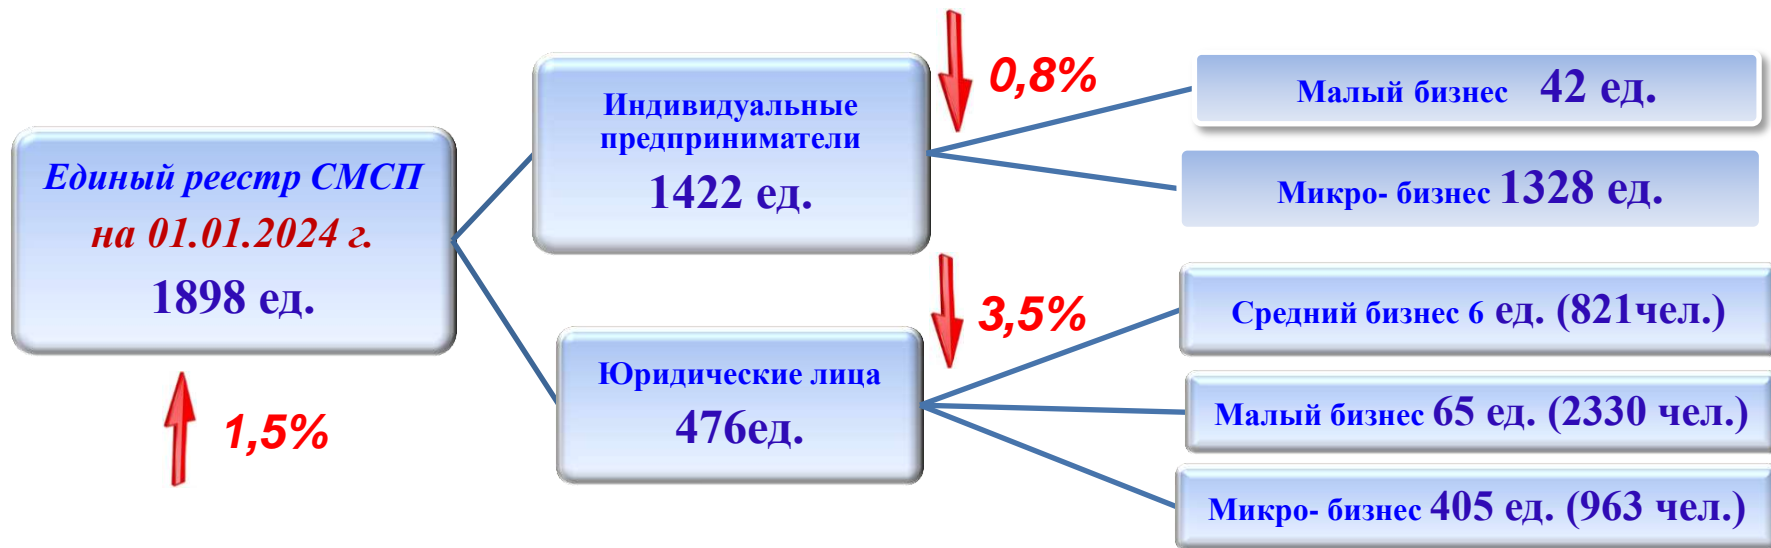 Единый реестр СМСП
на 01.01.2024 г.
1898 ед.
1,5%
Индивидуальные
предприниматели
1422 ед.
0,8%
Малый бизнес 42 ед.
Микро- бизнес 1328 ед.
Юридические лица
476ед.
3,5%
Средний бизнес 6 ед. (821чел.)
Малый бизнес 65 ед. (2330 чел.)
Микро- бизнес 405 ед. (963 чел.)